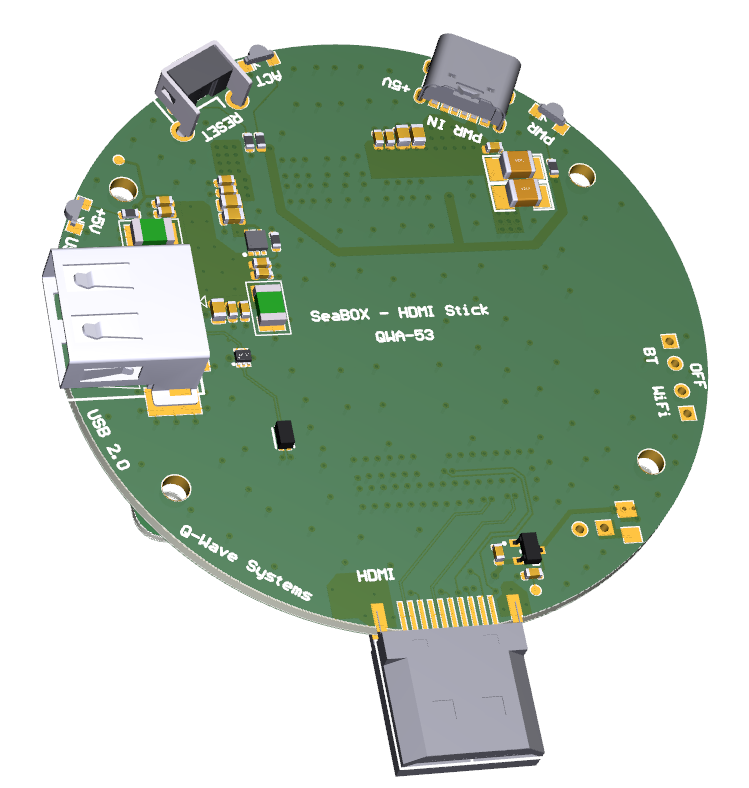 ACT
+5V
RESET
PWR IN
PWR
+5V
SeaBOX - HDMI Stick
QWA-53
BT
OFF
WiFi
USB 2.0
Q-Wave Systems
HDMI